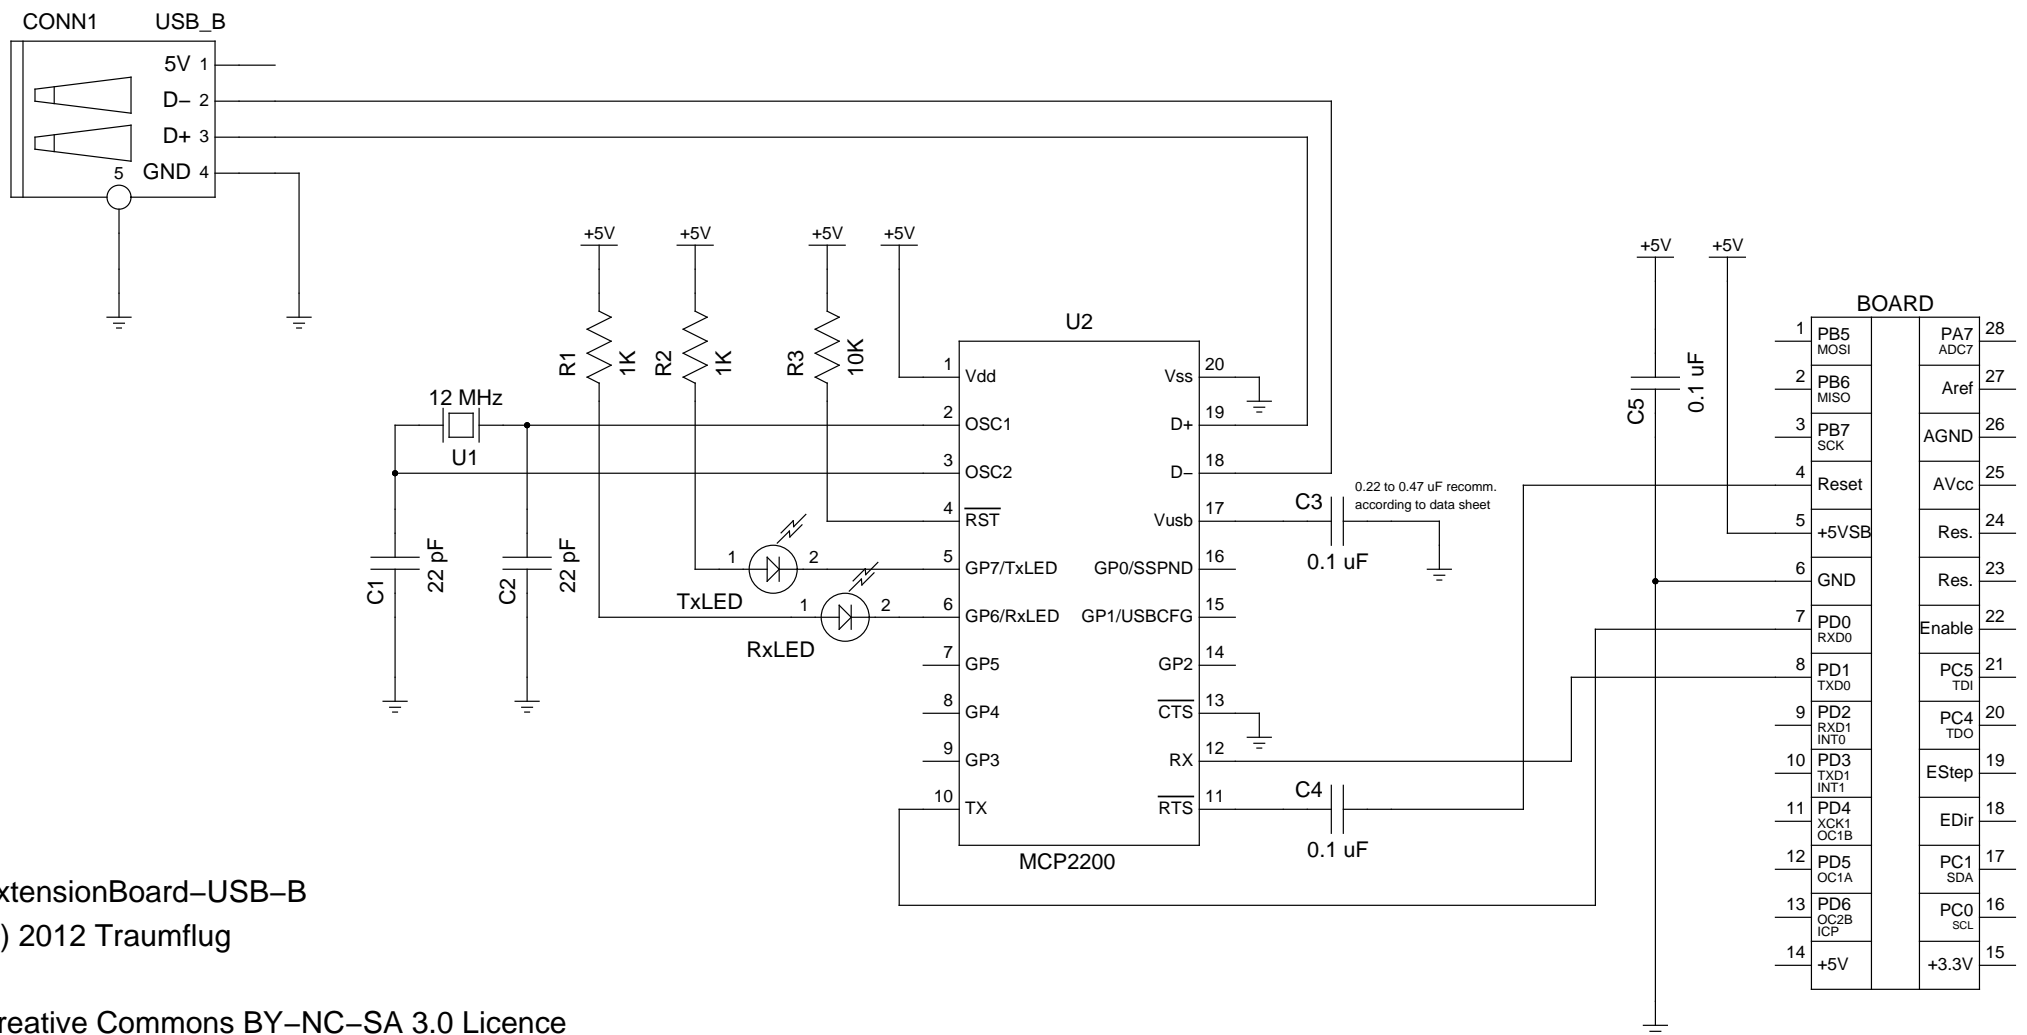 CONN1 USB_B
5V 1
D− 2
D+ 3
GND 4
5
+5V +5V +5V +5V
R1 1K
R2 1K
R3 10K
12 MHz
U1
C1 22 pF
C2 22 pF
1 2
TxLED
1 2
RxLED
U2
1 Vdd
2 OSC1
3 OSC2
4 RST
5 GP7/TxLED
6 GP6/RxLED
7 GP5
8 GP4
9 GP3
10 TX
Vss 20
D+ 19
D− 18
Vusb 17
GP0/SSPND 16
GP1/USBCFG 15
GP2 14
CTS 13
RX 12
RTS 11
MCP2200
C3
0.1 uF
0.22 to 0.47 uF recomm.
according to data sheet
C4
0.1 uF
+5V +5V
C5 0.1 uF
BOARD
1 PB5
MOSI
2 PB6
MISO
3 PB7
SCK
4 Reset
5 +5VSB
6 GND
7 PD0
RXD0
8 PD1
TXD0
9 PD2
RXD1
INT0
10 PD3
TXD1
INT1
11 PD4
XCK1
OC1B
12 PD5
OC1A
13 PD6
OC2B
ICP
14 +5V
PA7 28
ADC7
Aref 27
AGND 26
AVcc 25
Res. 24
Res. 23
Enable 22
PC5 21
TDI
PC4 20
TDO
EStep 19
EDir 18
PC1 17
SDA
PC0 16
SCL
+3.3V 15
xtensionBoard−USB−B
) 2012 Traumflug
reative Commons BY−NC−SA 3.0 Licence